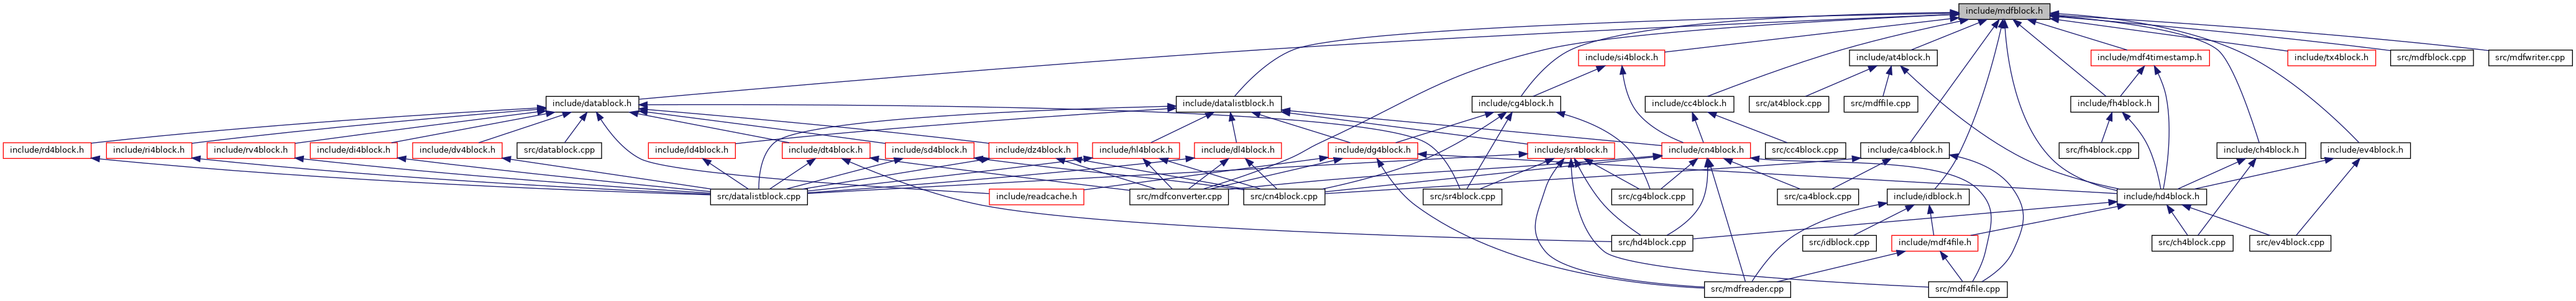 include/mdfblock.h
include/si4block.h
include/at4block.h
include/mdf4timestamp.h
include/tx4block.h
src/mdfblock.cpp
src/mdfwriter.cpp
include/datablock.h
include/datalistblock.h
include/cg4block.h
include/cc4block.h
src/at4block.cpp
src/mdffile.cpp
include/fh4block.h
include/rd4block.h
include/ri4block.h
include/rv4block.h
include/di4block.h
include/dv4block.h
src/datablock.cpp
include/ld4block.h
include/dt4block.h
include/sd4block.h
include/dz4block.h
include/hl4block.h
include/dl4block.h
include/dg4block.h
include/sr4block.h
include/cn4block.h
src/cc4block.cpp
include/ca4block.h
src/fh4block.cpp
include/ch4block.h
include/ev4block.h
src/datalistblock.cpp
include/readcache.h
src/mdfconverter.cpp
src/cn4block.cpp
src/sr4block.cpp
src/cg4block.cpp
src/ca4block.cpp
include/idblock.h
include/hd4block.h
src/hd4block.cpp
src/idblock.cpp
include/mdf4file.h
src/ch4block.cpp
src/ev4block.cpp
src/mdfreader.cpp
src/mdf4file.cpp